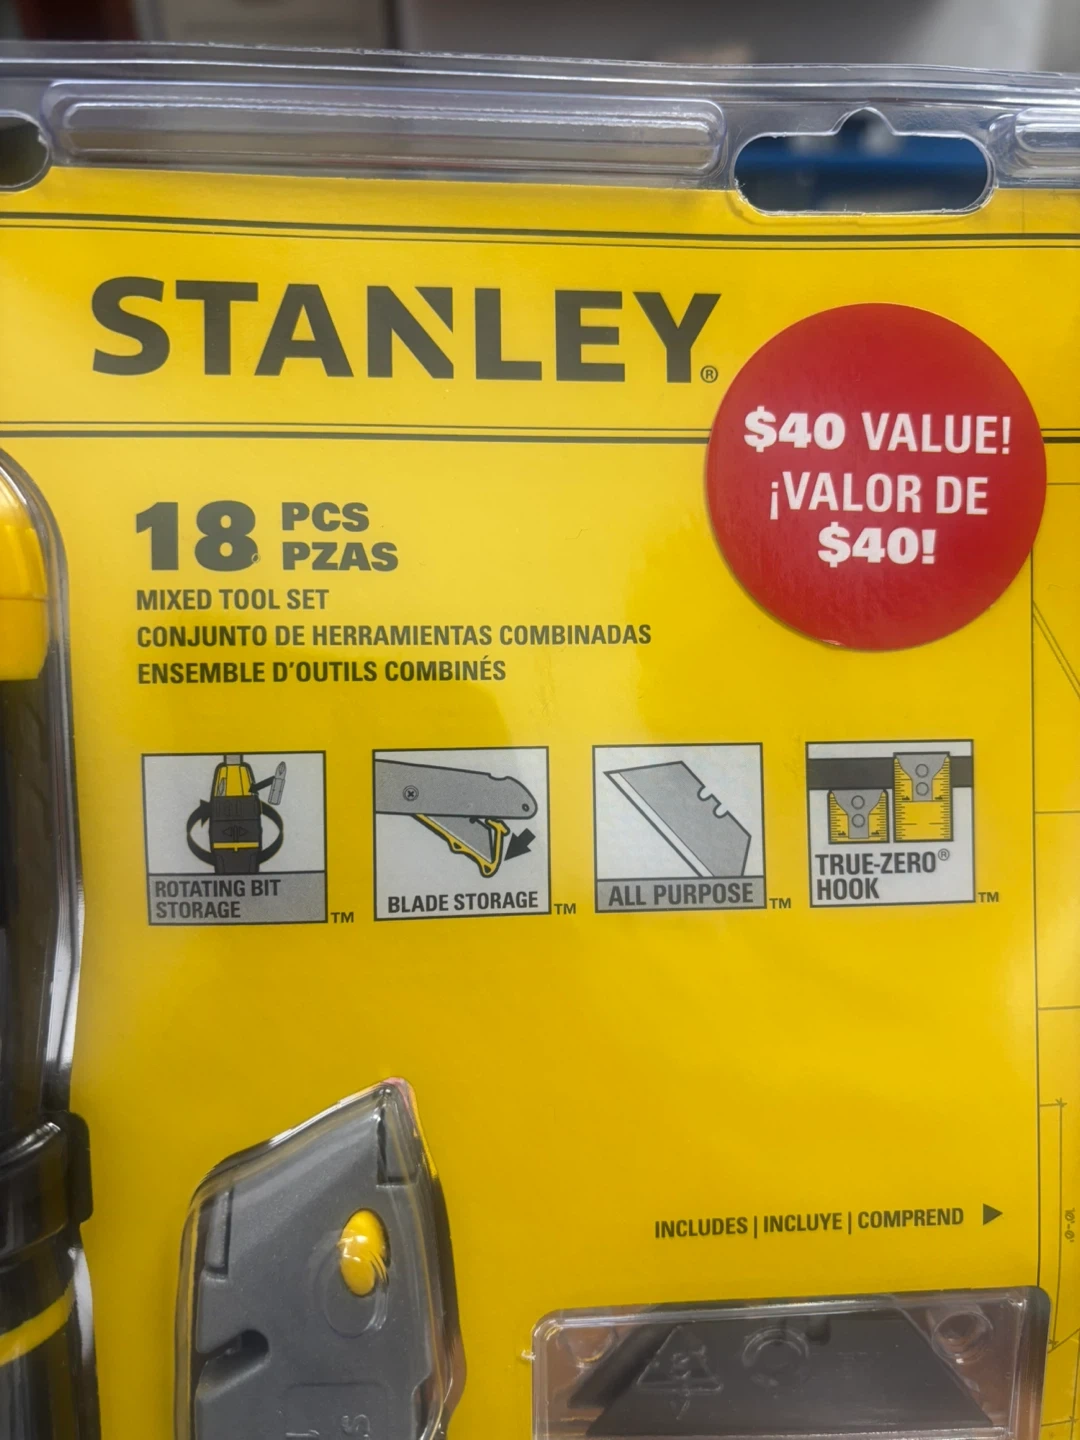 STANLEY®
$40 VALUE!
¡VALOR DE
$40!
18 PCS
PZAS
MIXED TOOL SET
CONJUNTO DE HERRAMIENTAS COMBINADAS
ENSEMBLE D'OUTILS COMBINÉS
ROTATING BIT
STORAGE TM
BLADE STORAGE TM
ALL PURPOSE TM
TRUE-ZERO®
HOOK TM
INCLUDES | INCLUYE | COMPREND